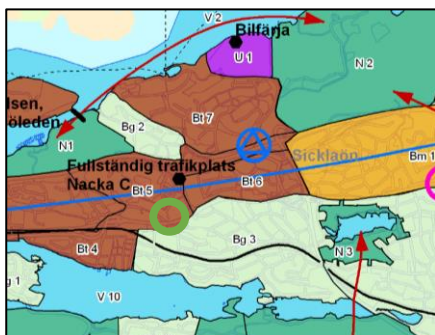 V 2
Bilfärja
U 1
N 2
lsen,
öleden
Bt 7
Bg 2
N1
Sicklaön
Bm 1
Fullständig trafikplats
Nacka C
Bt 5
Bt 6
Bg 3
N 3
Bt 4
g 1
V 10